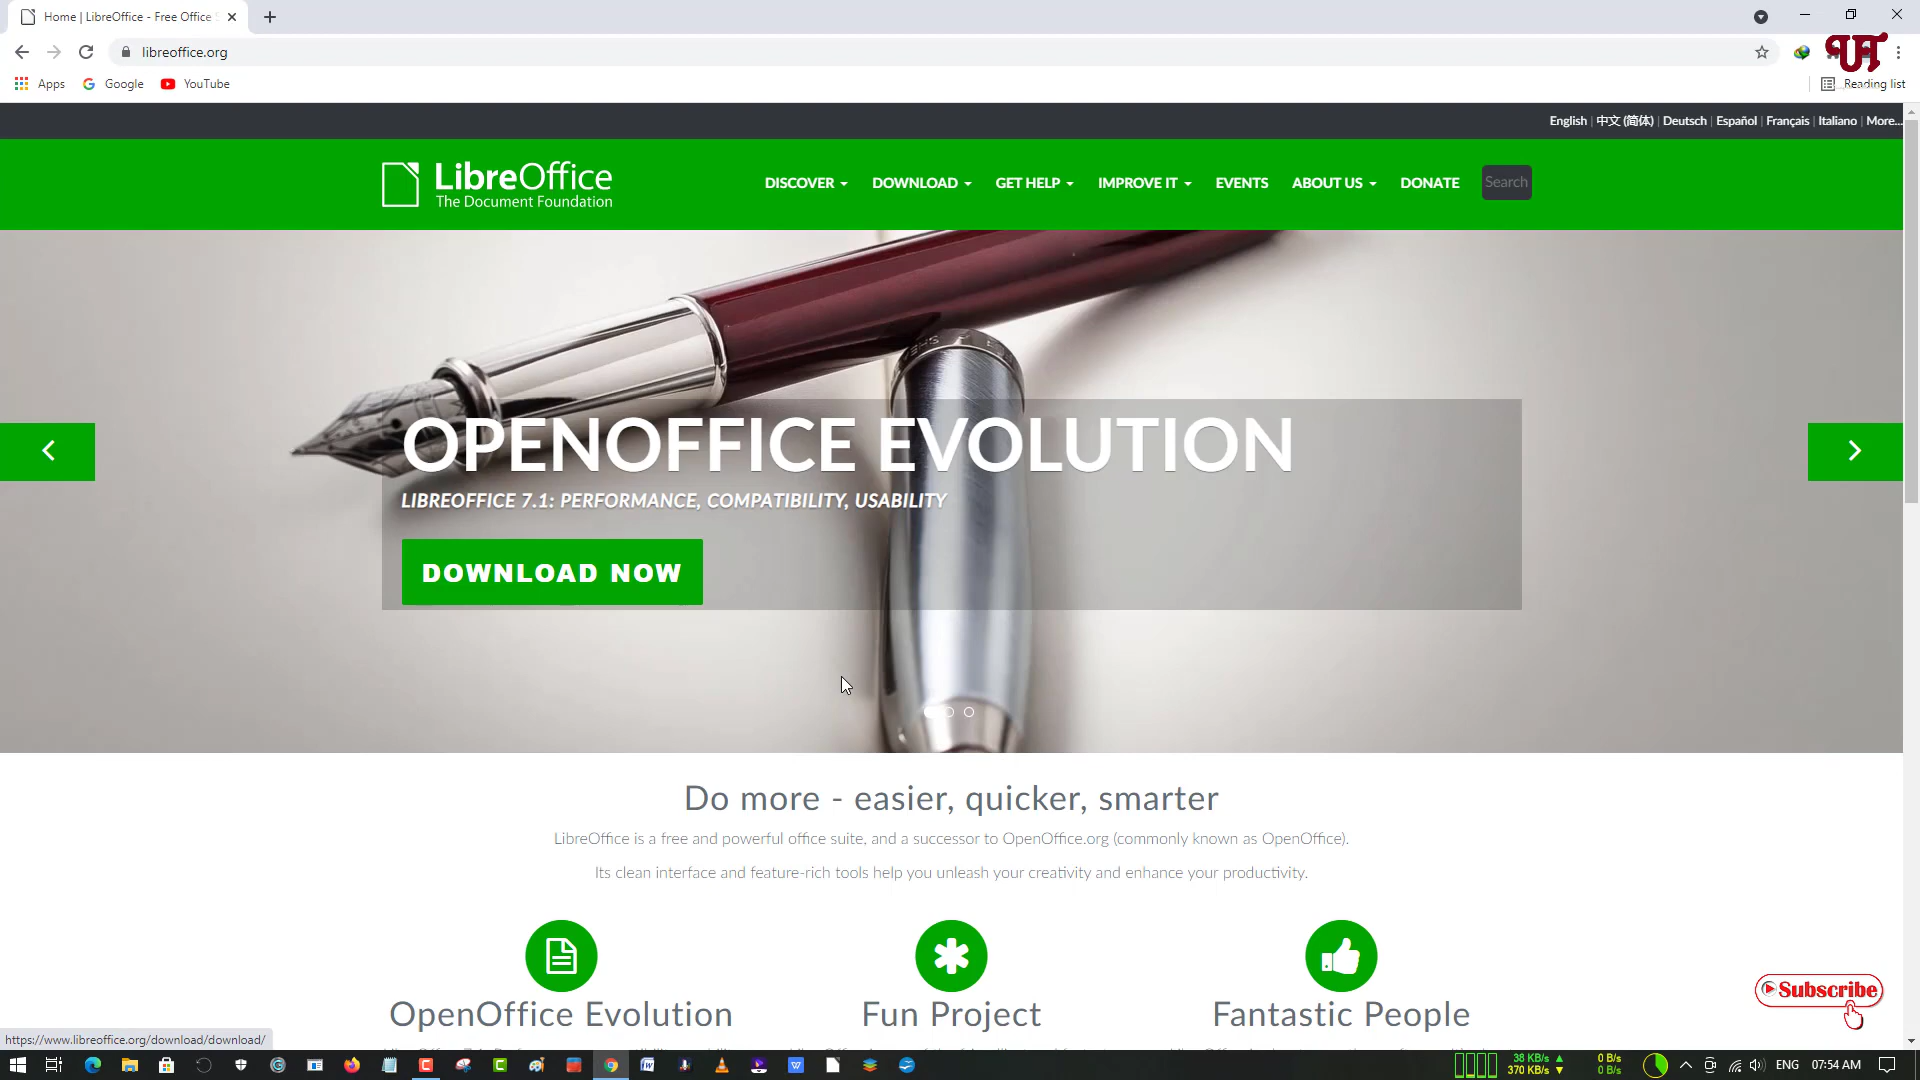 Home | LibreOffice - Free Office
libreoffice.org
UT
Apps Google YouTube
Reading list
English | 中文 (简体) | Deutsch | Español | Français | Italiano | More...
LibreOffice
The Document Foundation
DISCOVER DOWNLOAD GET HELP IMPROVE IT EVENTS ABOUT US DONATE Search
OPENOFFICE EVOLUTION
LIBREOFFICE 7.1: PERFORMANCE, COMPATIBILITY, USABILITY
DOWNLOAD NOW
Do more - easier, quicker, smarter
LibreOffice is a free and powerful office suite, and a successor to OpenOffice.org (commonly known as OpenOffice).
Its clean interface and feature-rich tools help you unleash your creativity and enhance your productivity.
Subscribe
OpenOffice Evolution Fun Project Fantastic People
https://www.libreoffice.org/download/download/
38 KB/s 0 B/s
370 KB/s 0 B/s
ENG 07:54 AM